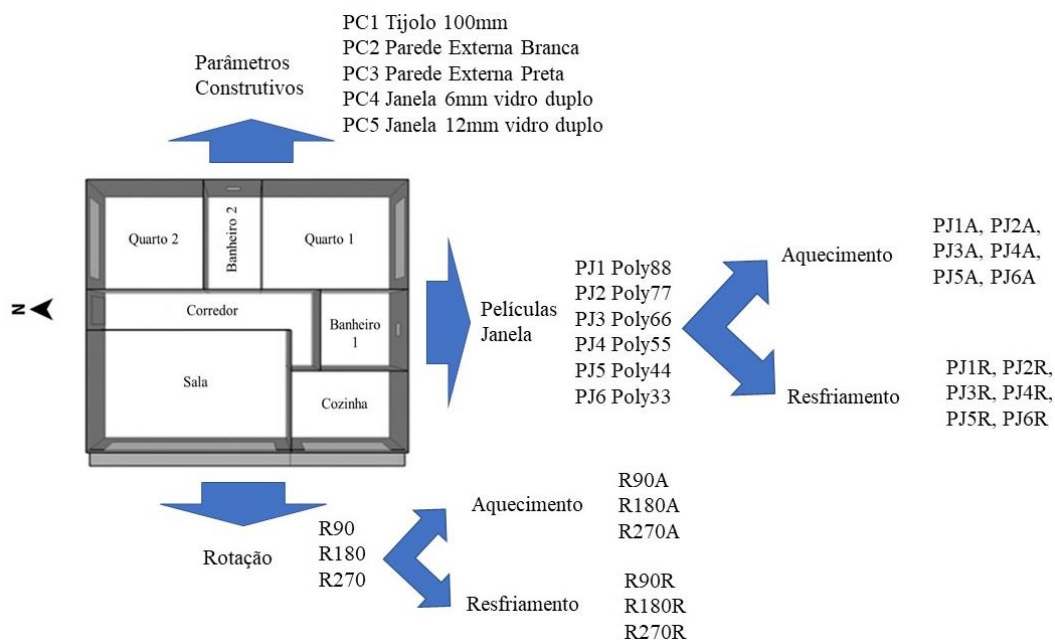 PC1 Tijolo 100mm
PC2 Parede Externa Branca
PC3 Parede Externa Preta
PC4 Janela 6mm vidro duplo
PC5 Janela 12mm vidro duplo
Parâmetros
Construtivos
Quarto 2
Banheiro 2
Quarto 1
N
Corredor
Banheiro
1
Sala
Cozinha
Películas
Janela
PJ1 Poly88
PJ2 Poly77
PJ3 Poly66
PJ4 Poly55
PJ5 Poly44
PJ6 Poly33
Aquecimento
PJ1A, PJ2A,
PJ3A, PJ4A,
PJ5A, PJ6A
Resfriamento
PJ1R, PJ2R,
PJ3R, PJ4R,
PJ5R, PJ6R
Rotação
R90
R180
R270
Aquecimento
R90A
R180A
R270A
Resfriamento
R90R
R180R
R270R